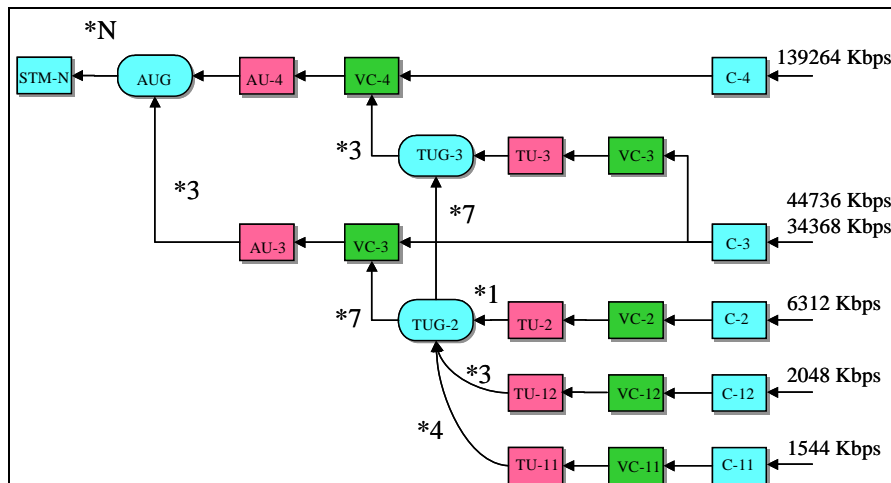 *N
STM-N AUG AU-4 VC-4 C-4 139264 Kbps
*3 TUG-3 TU-3 VC-3
*3 *7 44736 Kbps
34368 Kbps
AU-3 VC-3 C-3
*7 TUG-2 *1 TU-2 VC-2 C-2 6312 Kbps
*3 TU-12 VC-12 C-12 2048 Kbps
*4 TU-11 VC-11 C-11 1544 Kbps